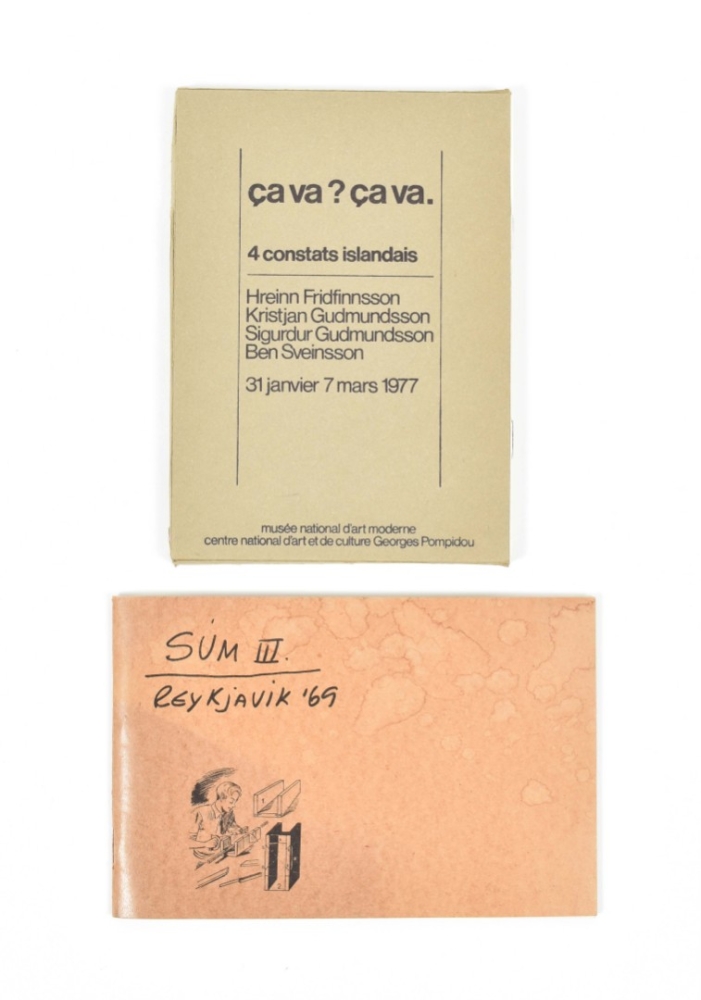 ça va ? ça va.
4 constats islandais
Hreinn Fridfinnsson
Kristjan Gudmundsson
Sigurdur Gudmundsson
Ben Sveinsson
31 janvier 7 mars 1977
musée national d'art moderne
centre national d'art et de culture Georges Pompidou
SÚM III.
REYKJAVIK '69